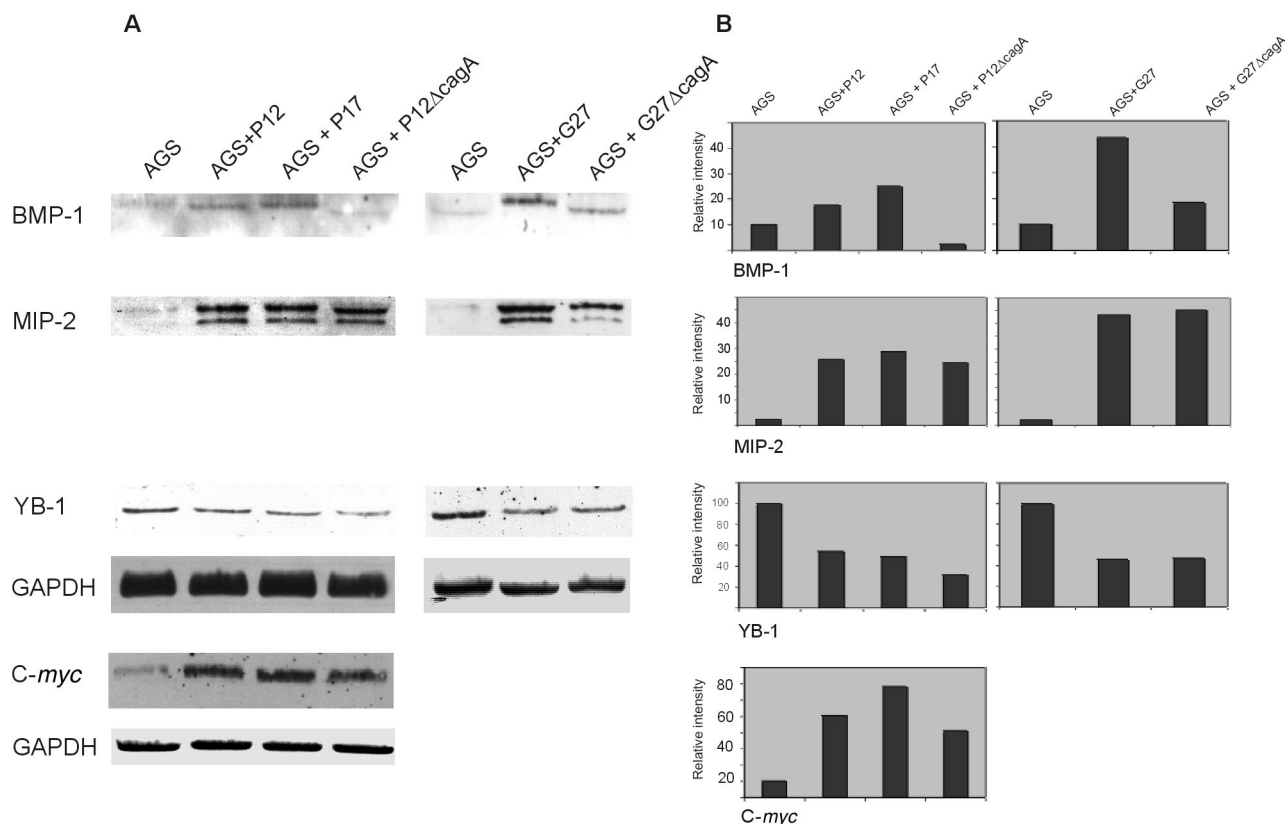 A
AGS
AGS+P12
AGS + P17
AGS + P12ΔcagA
AGS
AGS+G27
AGS + G27ΔcagA
BMP-1
MIP-2
YB-1
GAPDH
C-myc
GAPDH
B
AGS
AGS+P12
AGS + P17
AGS + P12ΔcagA
AGS
AGS+G27
AGS + G27ΔcagA
Relative intensity
40
30
20
10
BMP-1
Relative intensity
40
30
20
10
MIP-2
Relative intensity
100
80
60
40
20
YB-1
Relative intensity
80
60
40
20
C-myc